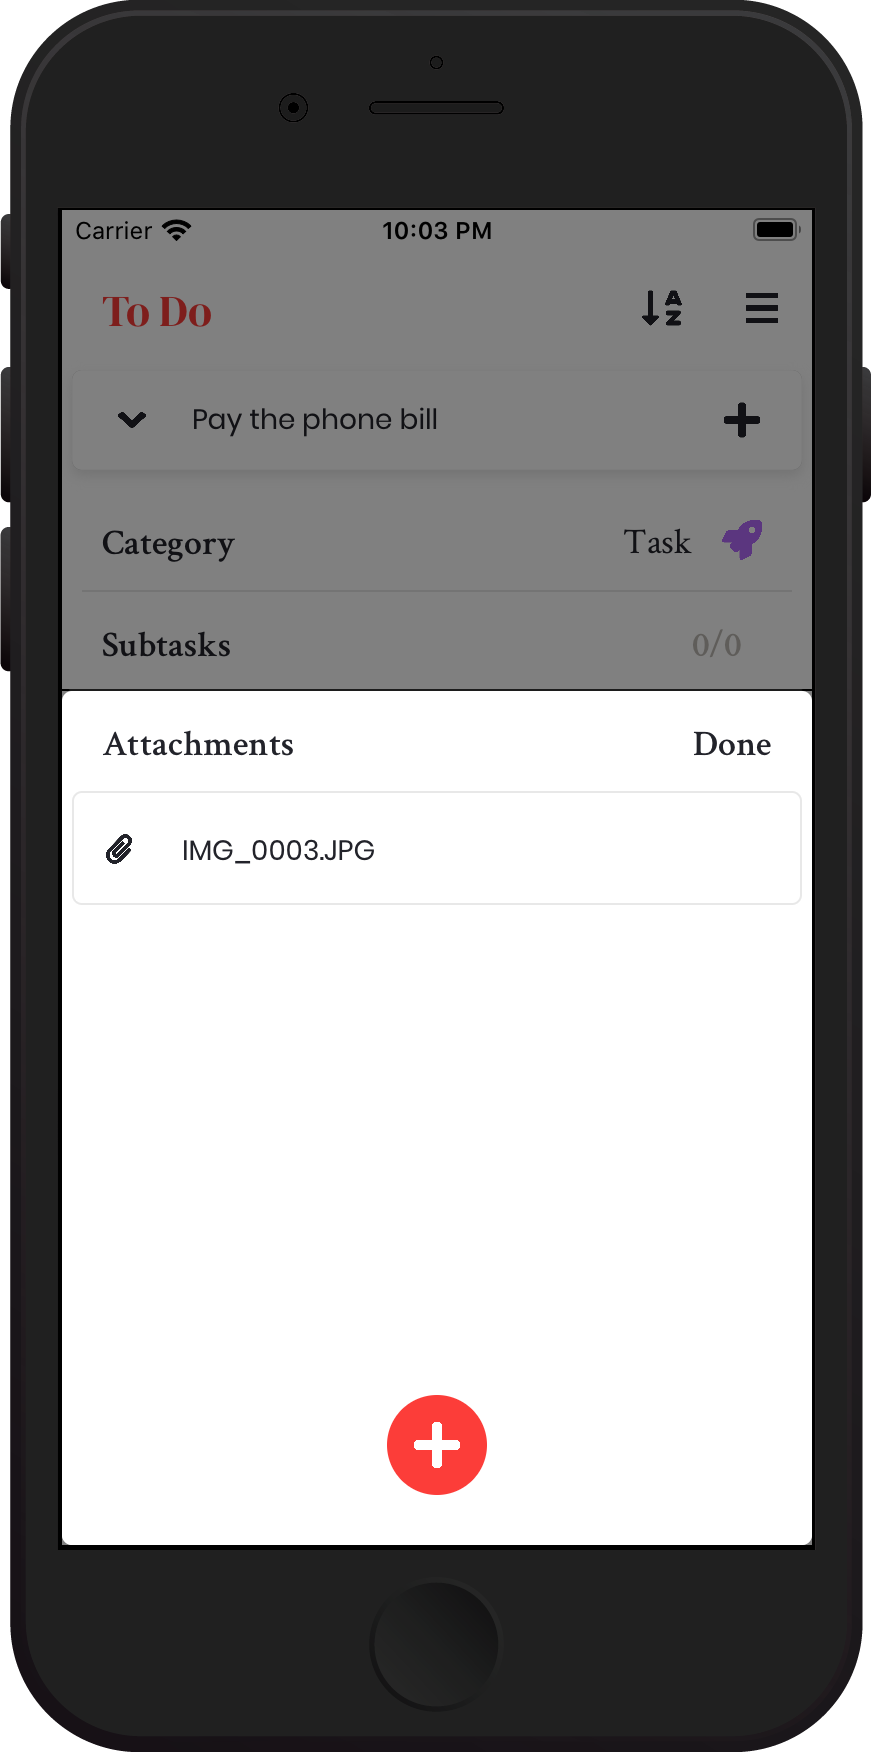 Carrier 10:03 PM
To Do
Pay the phone bill
Category Task
Subtasks 0/0
Attachments Done
IMG_0003.JPG